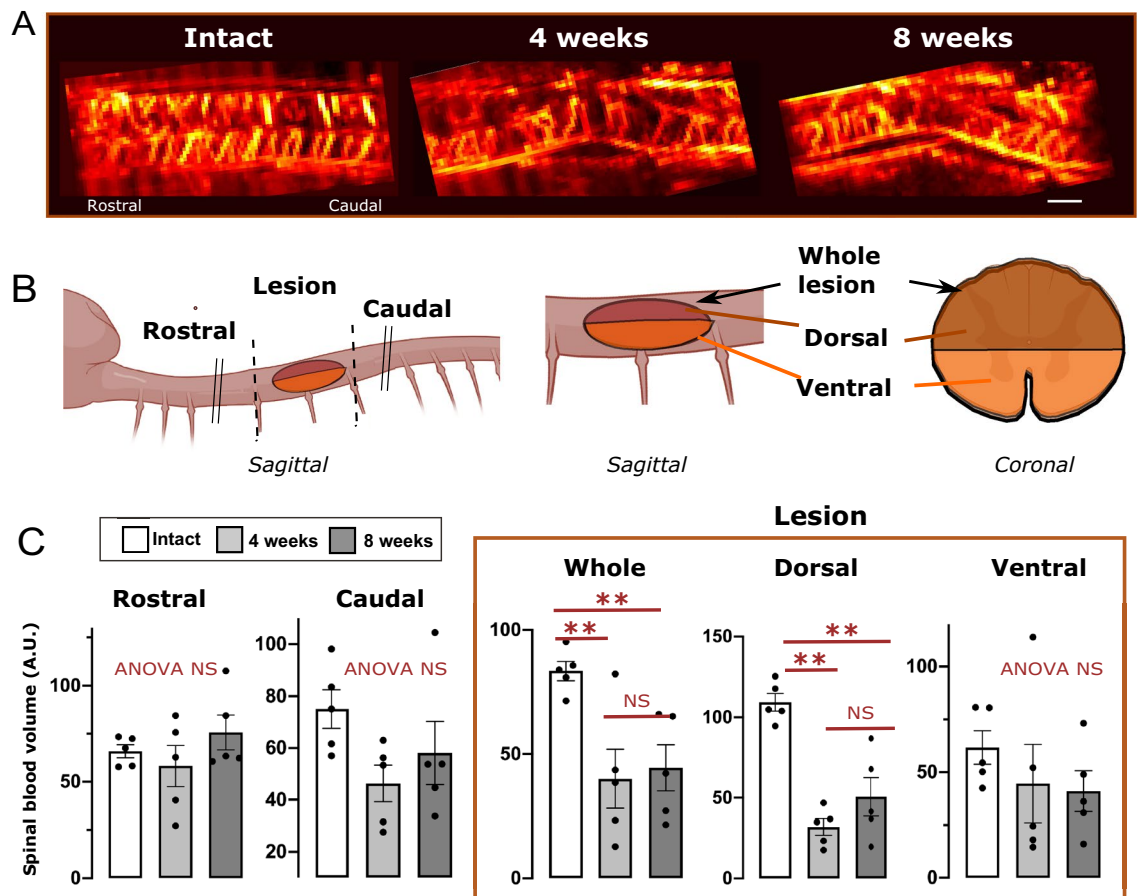 A
Intact
4 weeks
8 weeks
Rostral
Caudal
B
Lesion
Rostral
Caudal
Sagittal
Whole
lesion
Dorsal
Ventral
Sagittal
Coronal
C
Intact
4 weeks
8 weeks
Lesion
Rostral
Caudal
Whole
Dorsal
Ventral
Spinal blood volume (A.U.)
100
50
0
ANOVA NS
100
80
60
40
20
ANOVA NS
100
50
0
**
**
NS
150
100
50
0
**
**
NS
100
50
0
ANOVA NS